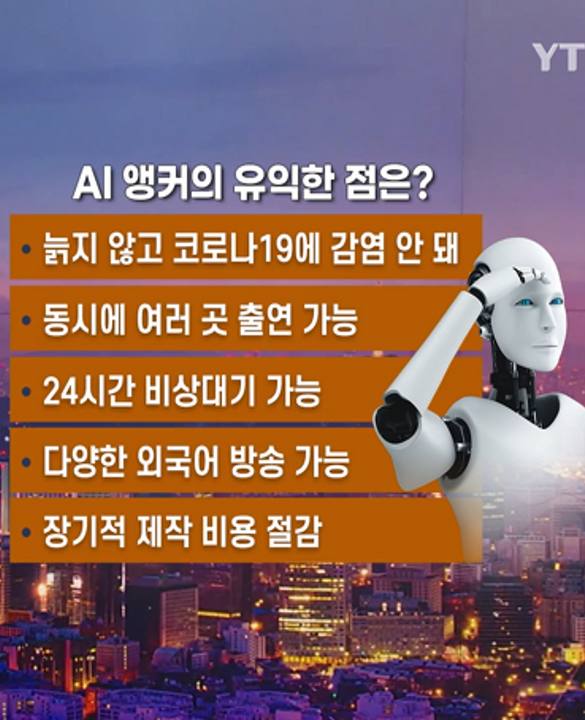 YT
AI 앵커의 유익한 점은?
• 늙지 않고 코로나19에 감염 안 돼
• 동시에 여러 곳 출연 가능
• 24시간 비상대기 가능
• 다양한 외국어 방송 가능
• 장기적 제작 비용 절감